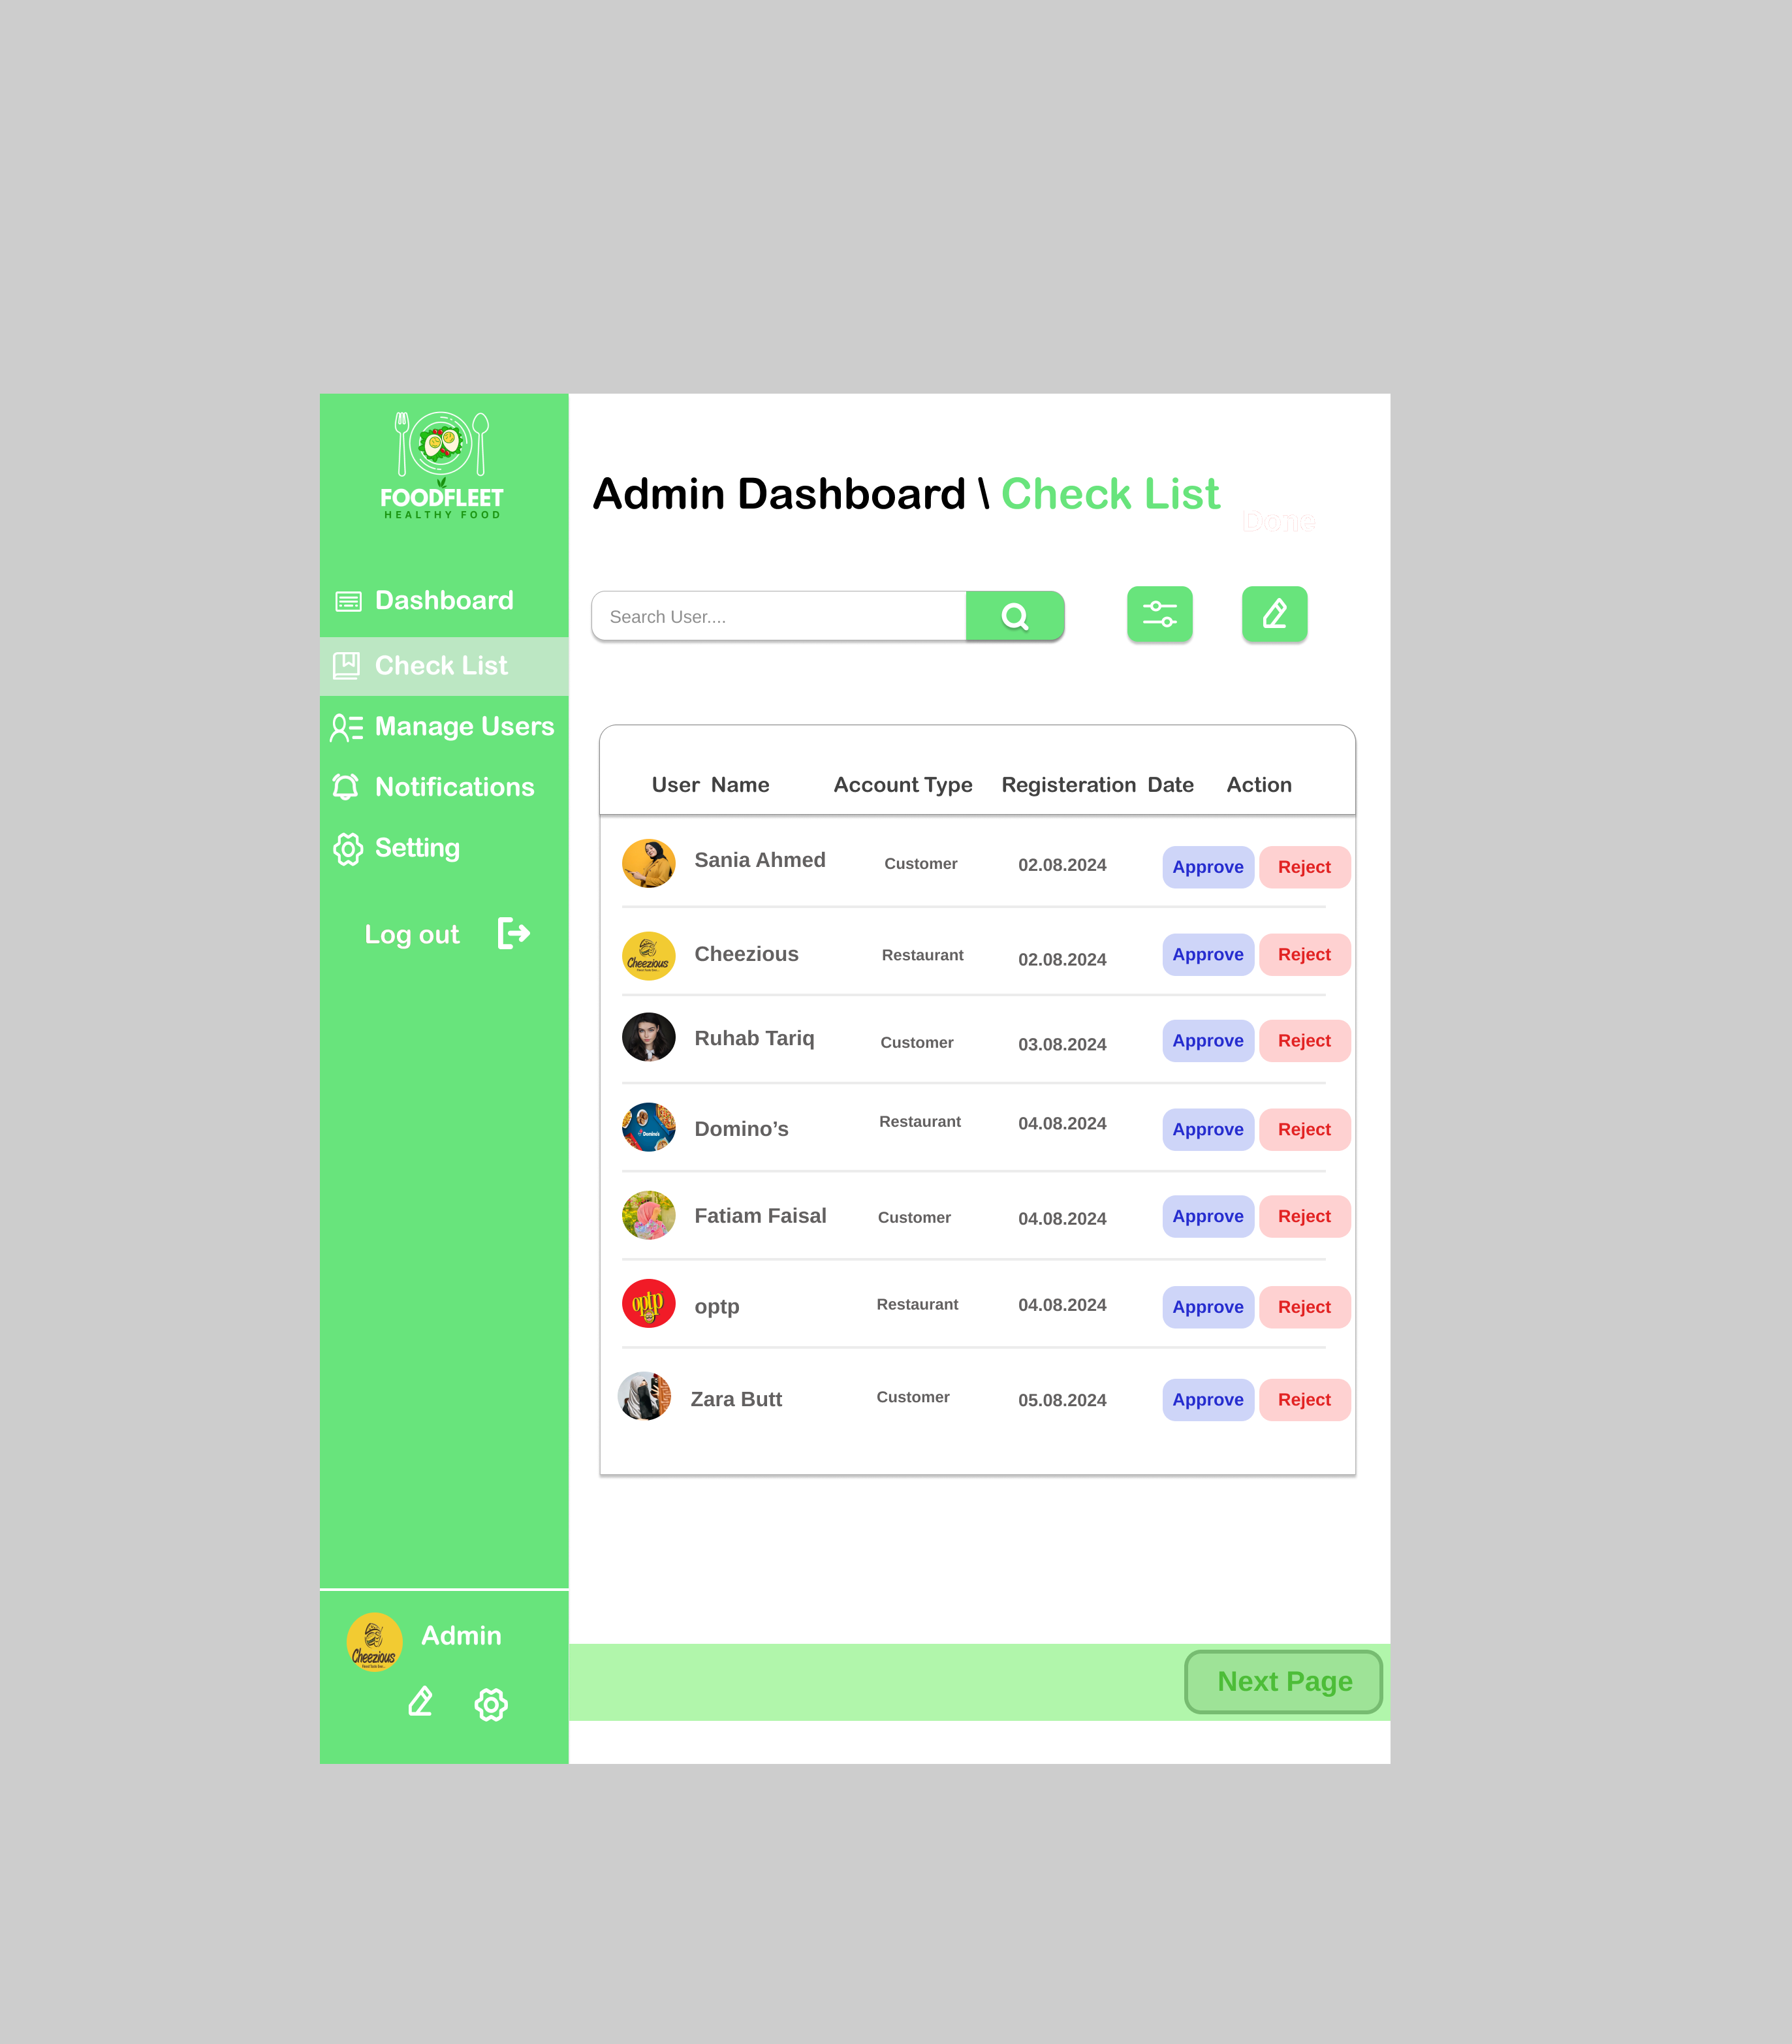 FOODFLEET
HEALTHY FOOD
Dashboard
Check List
Manage Users
Notifications
Setting
Log out
Admin Dashboard \ Check List
Done
Search User....
User Name Account Type Registeration Date Action
Sania Ahmed Customer 02.08.2024 Approve Reject
Cheezious
Cheezious Restaurant 02.08.2024 Approve Reject
Ruhab Tariq Customer 03.08.2024 Approve Reject
Domino's
Domino’s Restaurant 04.08.2024 Approve Reject
Fatiam Faisal Customer 04.08.2024 Approve Reject
optp
optp Restaurant 04.08.2024 Approve Reject
Zara Butt Customer 05.08.2024 Approve Reject
Cheezious
Admin
Next Page